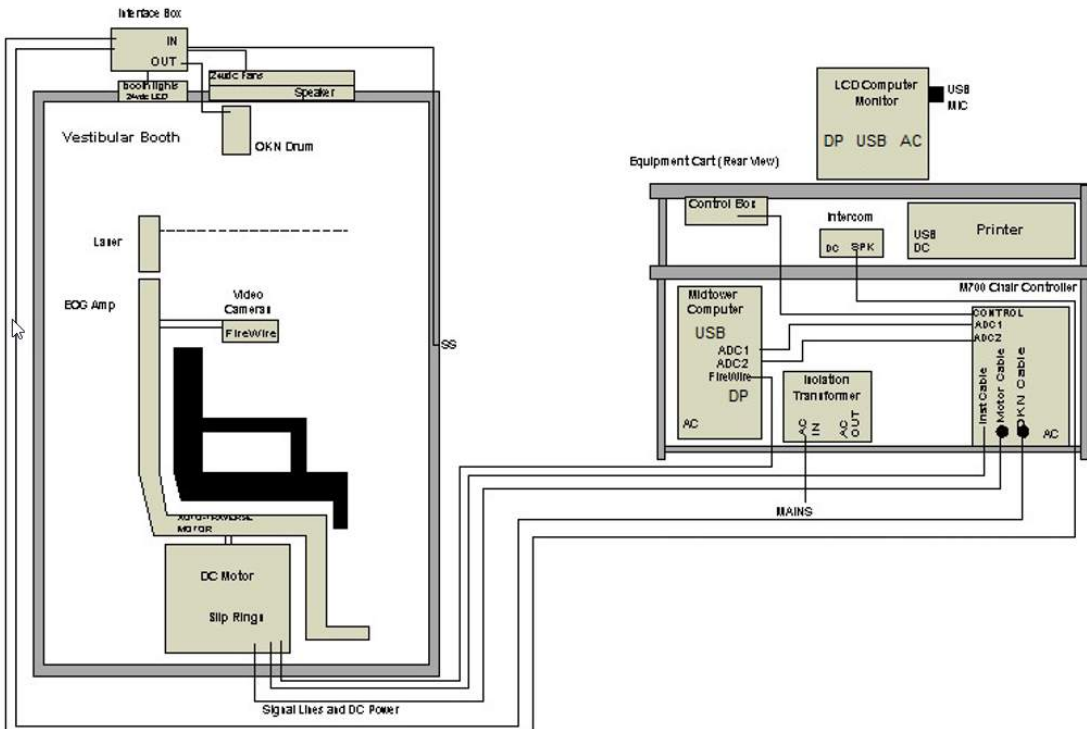 Interface Box
IN
OUT
booth lights
24vdc LED
24vdc Fans
Speaker
Vestibular Booth
OKN Drum
Laser
EOG Amp
Video
Cameras
FireWire
SS
AUTO-TRAVERSE
MOTOR
DC Motor
Slip Rings
Signal Lines and DC Power
LCD Computer
Monitor
DP USB AC
USB
MIC
Equipment Cart (Rear View)
Control Box
Intercom
DC SPK
Printer
USB
DC
M700 Chair Controller
Midtower
Computer
USB
ADC1
ADC2
FireWire
DP
AC
Isolation
Transformer
AC IN
AC OUT
MAINS
CONTROL
ADC1
ADC2
Inst Cable
Motor Cable
OKN Cable
AC